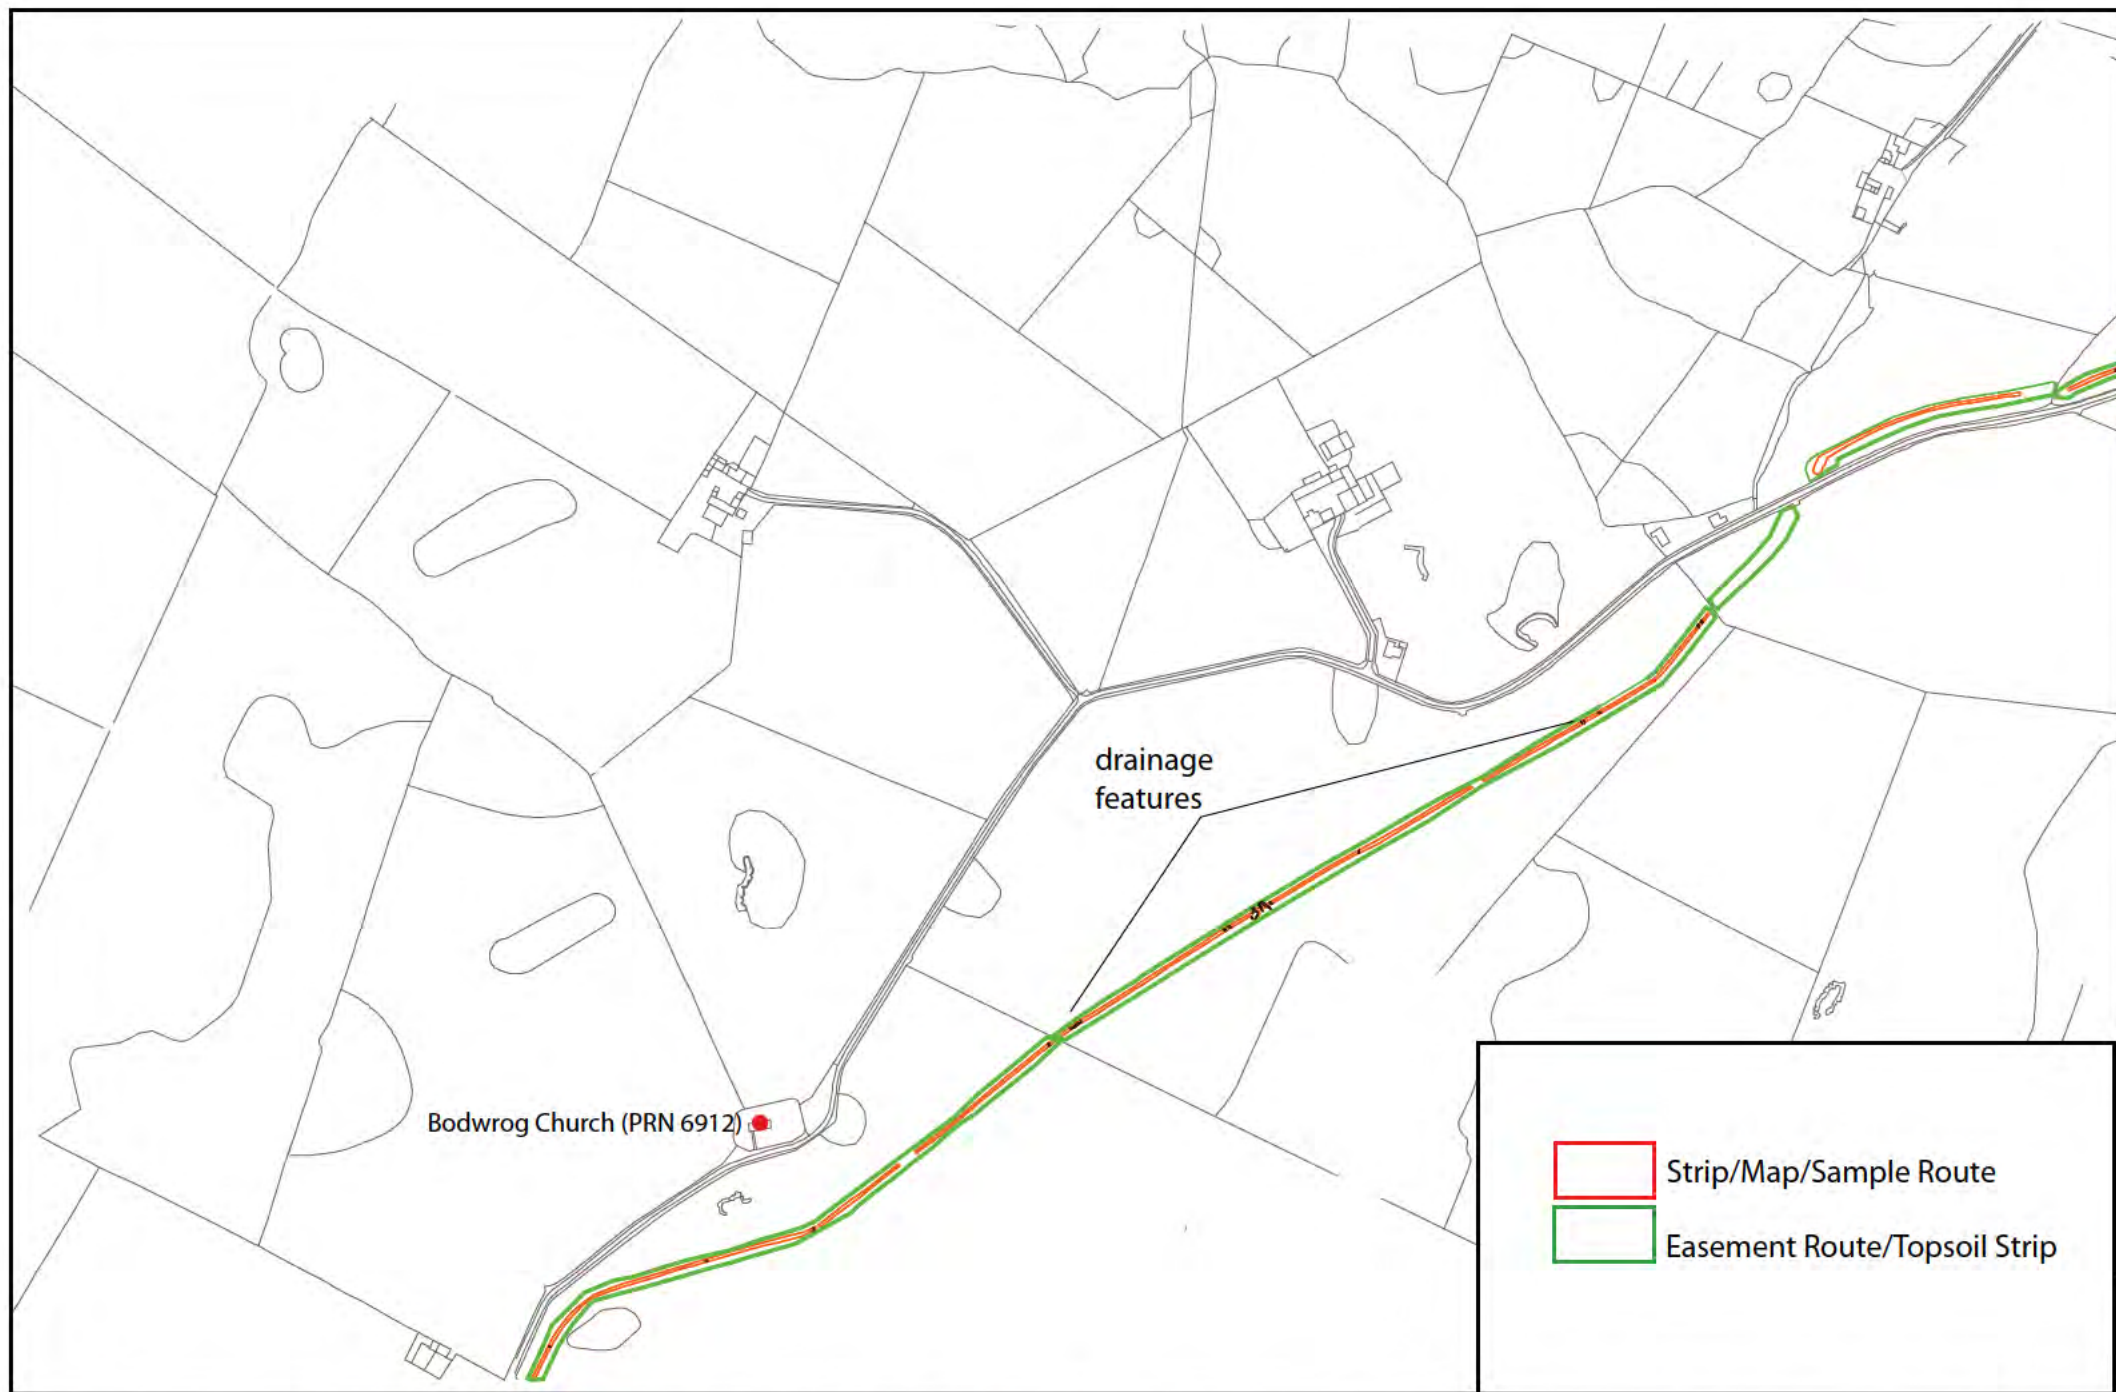 drainage
features
Bodwrog Church (PRN 6912)
Strip/Map/Sample Route
Easement Route/Topsoil Strip